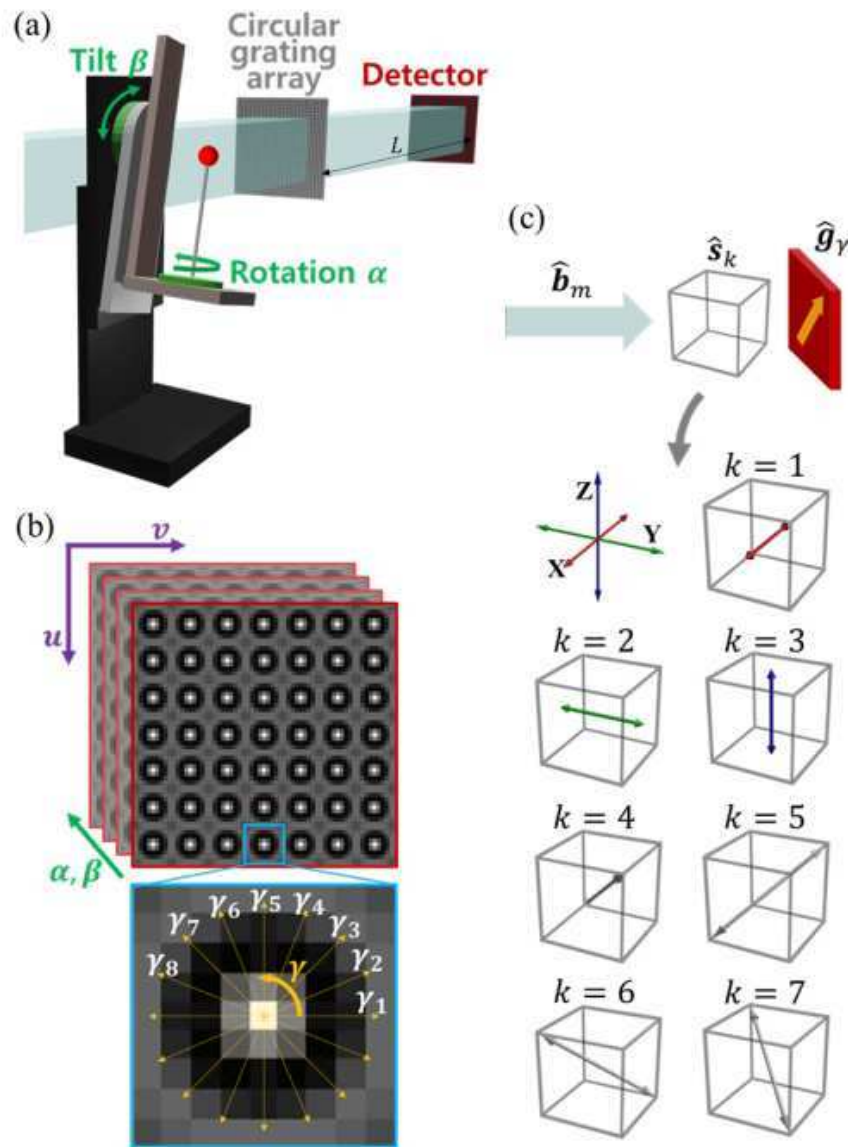 (a)
Tilt β
Circular
grating
array
Detector
L
Rotation α
(b)
v
u
α, β
γ₁
γ₂
γ₃
γ₄
γ₅
γ₆
γ₇
γ₈
γ
(c)
b̂ₘ
ŝₖ
ĝᵧ
Z
Y
X
k = 1
k = 2
k = 3
k = 4
k = 5
k = 6
k = 7